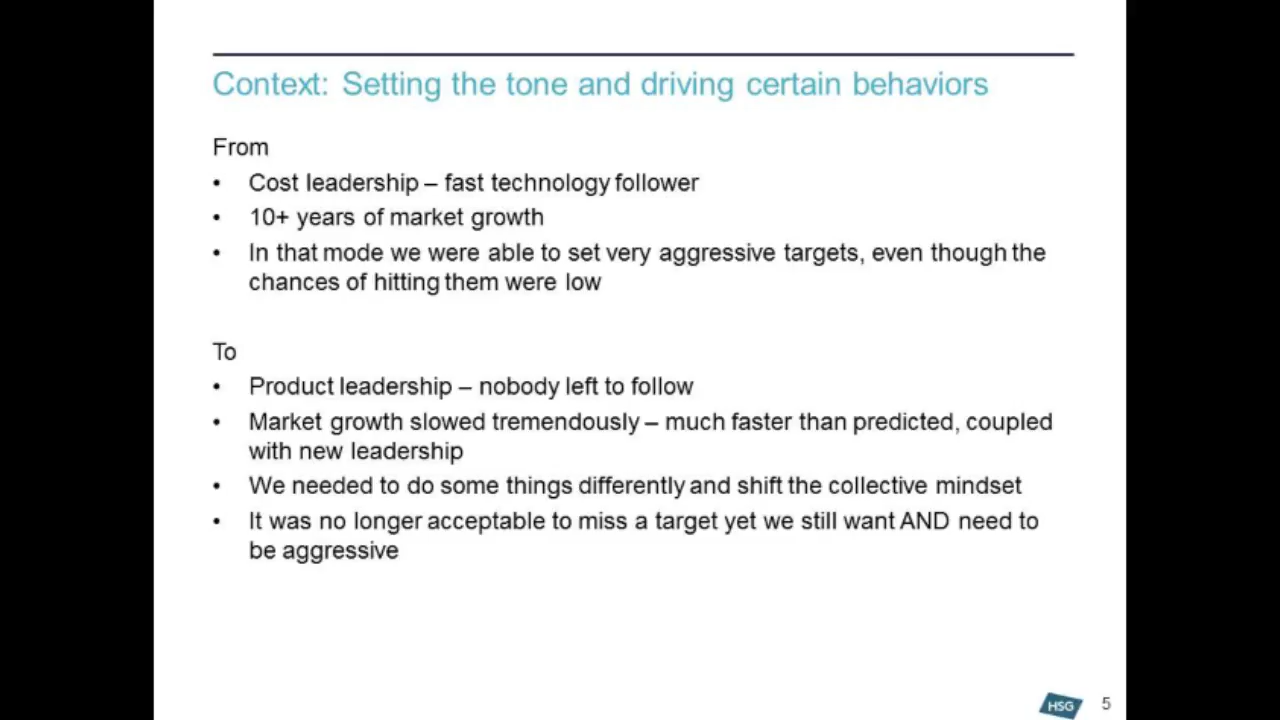 Context: Setting the tone and driving certain behaviors
From
• Cost leadership – fast technology follower
• 10+ years of market growth
• In that mode we were able to set very aggressive targets, even though the
chances of hitting them were low
To
• Product leadership – nobody left to follow
• Market growth slowed tremendously – much faster than predicted, coupled
with new leadership
• We needed to do some things differently and shift the collective mindset
• It was no longer acceptable to miss a target yet we still want AND need to
be aggressive
HSG 5